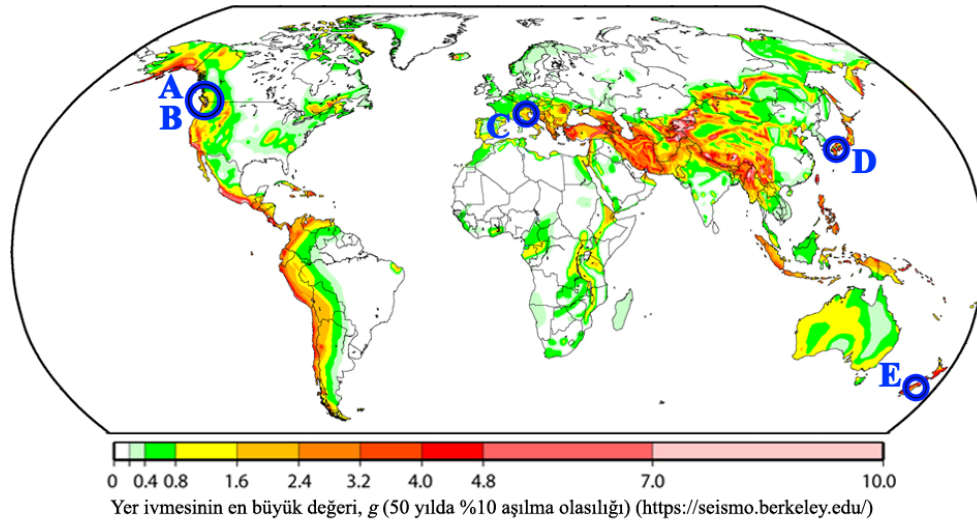 A
B
C
D
E
0 0.4 0.8 1.6 2.4 3.2 4.0 4.8 7.0 10.0
Yer ivmesinin en büyük değeri, g (50 yılda %10 aşılma olasılığı) (https://seismo.berkeley.edu/)